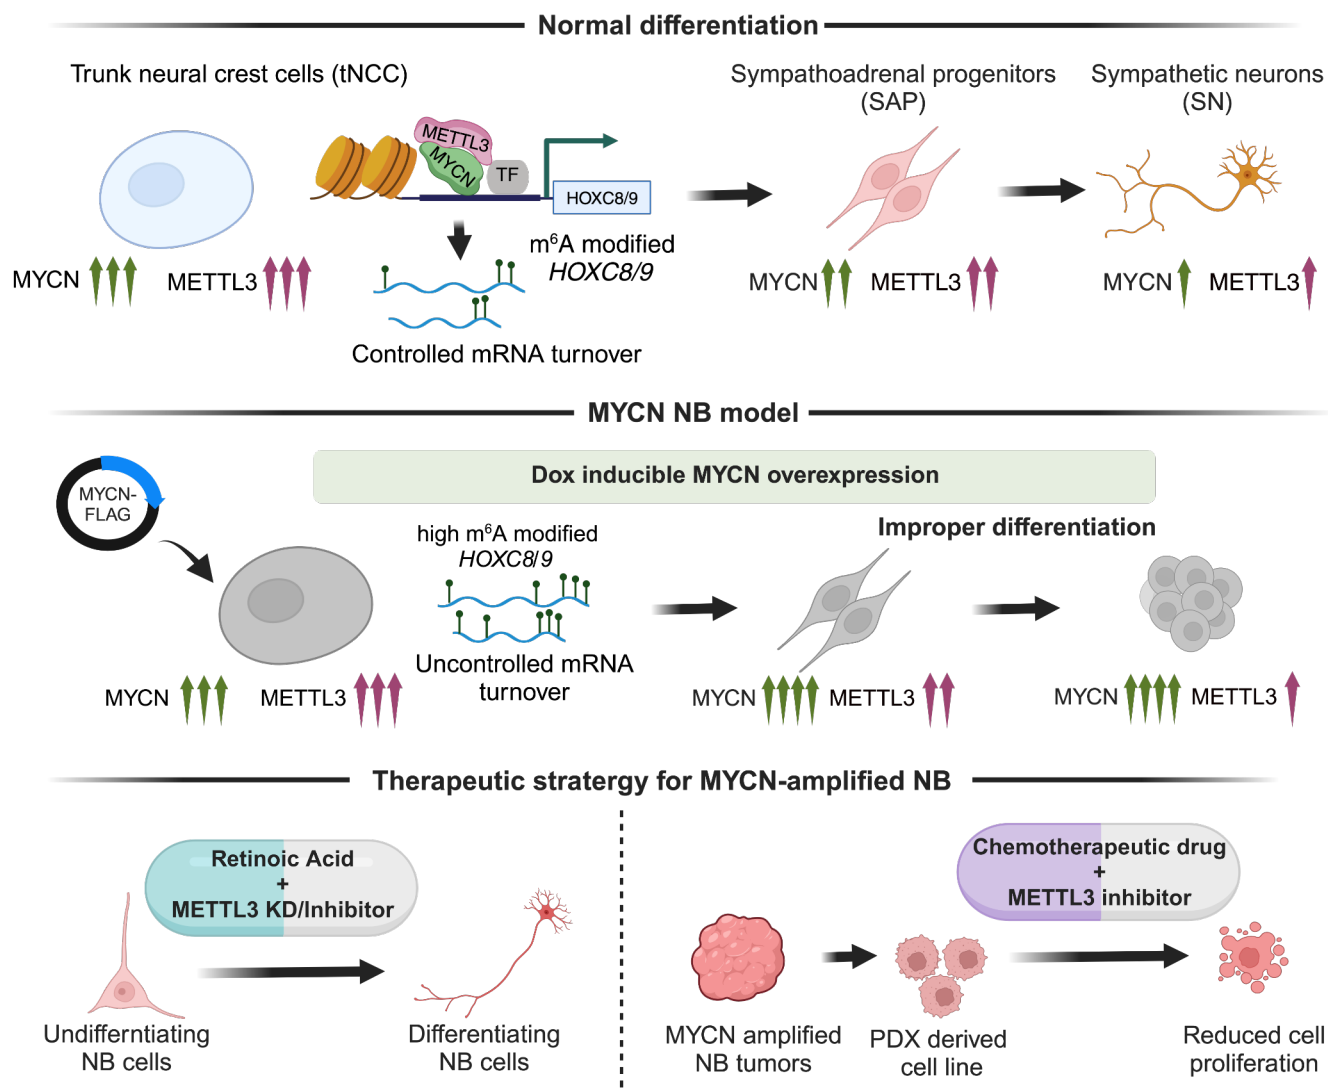 Normal differentiation
Trunk neural crest cells (tNCC)
METTL3
MYCN
TF
HOXC8/9
m⁶A modified
HOXC8/9
Controlled mRNA turnover
MYCN
METTL3
Sympathoadrenal progenitors
(SAP)
MYCN
METTL3
Sympathetic neurons
(SN)
MYCN
METTL3
MYCN NB model
MYCN-
FLAG
Dox inducible MYCN overexpression
high m⁶A modified
HOXC8/9
Uncontrolled mRNA
turnover
Improper differentiation
MYCN
METTL3
MYCN
METTL3
MYCN
METTL3
Therapeutic stratergy for MYCN-amplified NB
Retinoic Acid
+
METTL3 KD/Inhibitor
Undifferntiating
NB cells
Differentiating
NB cells
Chemotherapeutic drug
+
METTL3 inhibitor
MYCN amplified
NB tumors
PDX derived
cell line
Reduced cell
proliferation